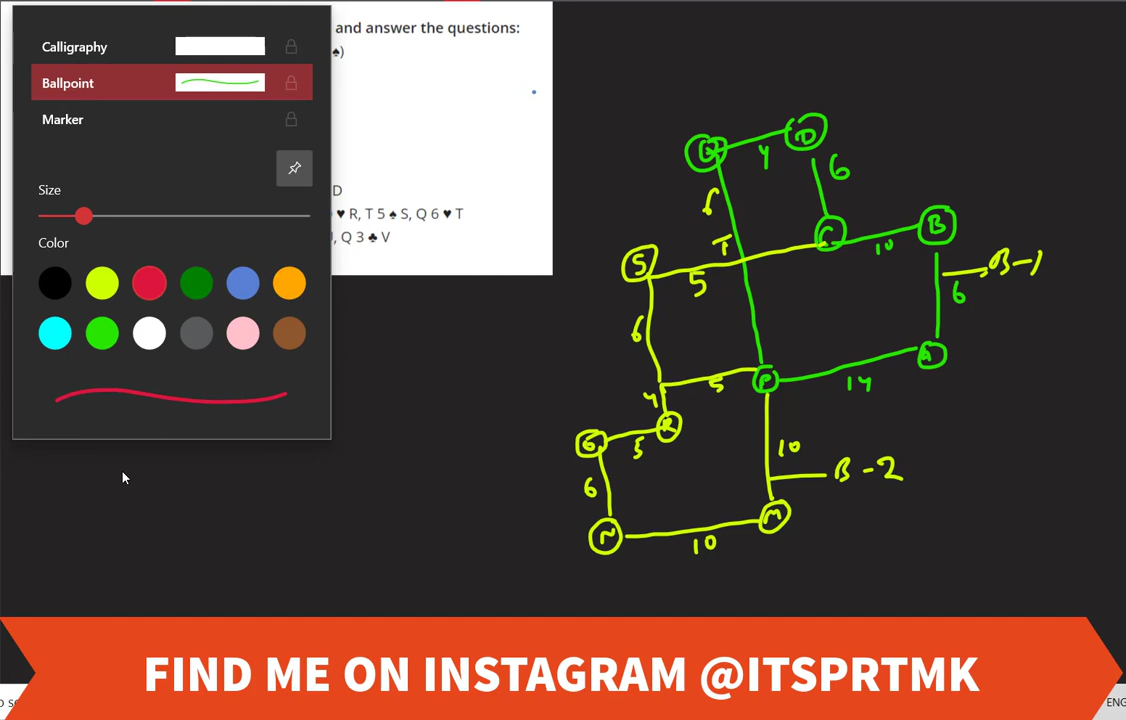 Calligraphy
Ballpoint
Marker
Size
Color
and answer the questions:
♠)
D
♥ R, T 5 ♠ S, Q 6 ♥ T
, Q 3 ♣ V
D
4
6
C
B
10
T
S
5
B-1
6
6
A
P
5
14
4
R
G
5
10
6
B-2
M
N
10
FIND ME ON INSTAGRAM @ITSPRTMK
ENG